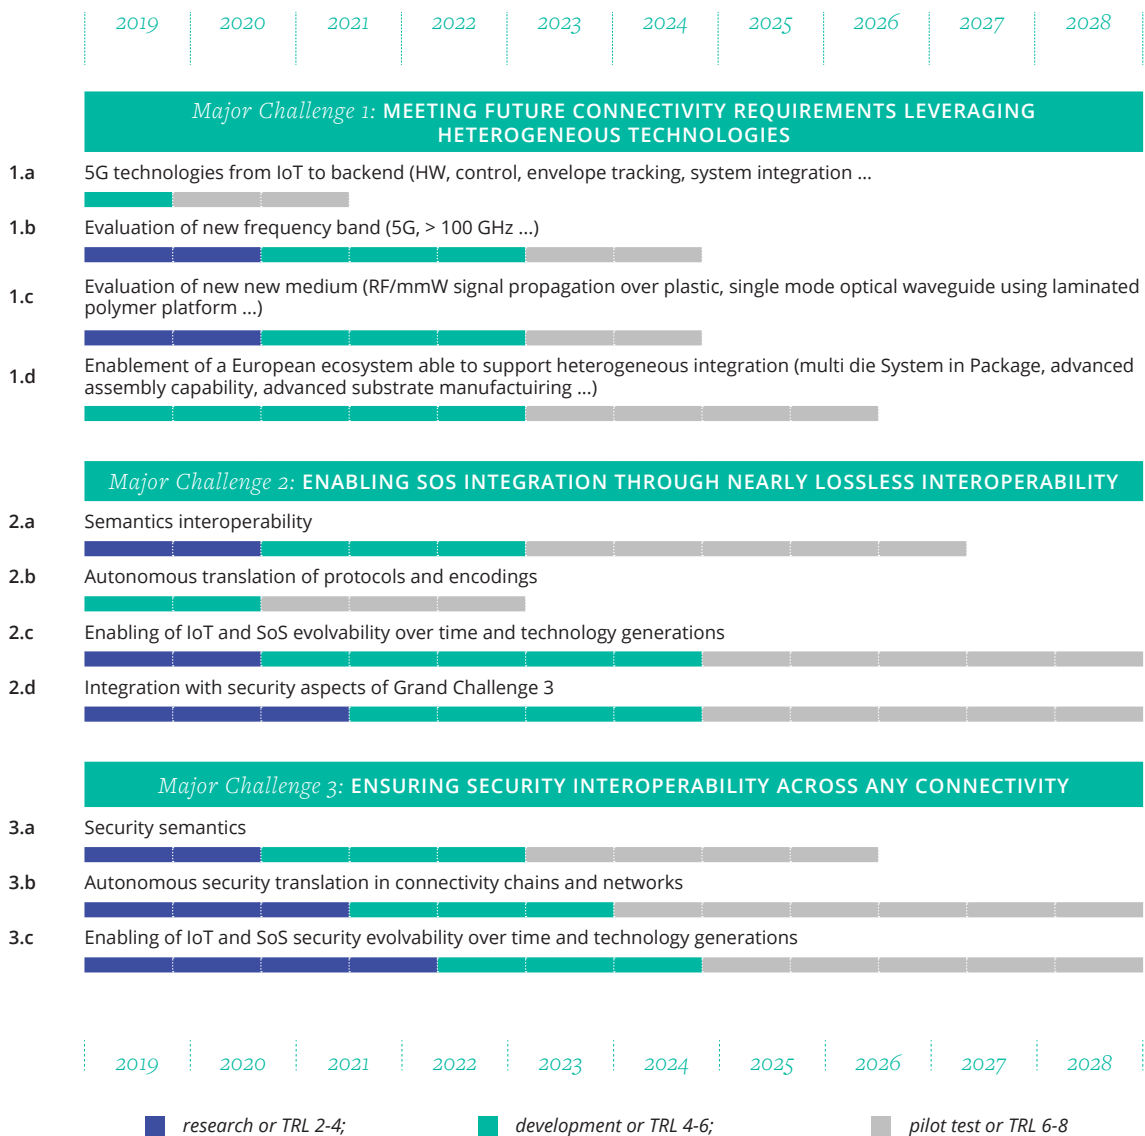 2019 2020 2021 2022 2023 2024 2025 2026 2027 2028
Major Challenge 1: MEETING FUTURE CONNECTIVITY REQUIREMENTS LEVERAGING
HETEROGENEOUS TECHNOLOGIES
1.a 5G technologies from IoT to backend (HW, control, envelope tracking, system integration ...
1.b Evaluation of new frequency band (5G, > 100 GHz ...)
1.c Evaluation of new new medium (RF/mmW signal propagation over plastic, single mode optical waveguide using laminated
polymer platform ...)
1.d Enablement of a European ecosystem able to support heterogeneous integration (multi die System in Package, advanced
assembly capability, advanced substrate manufactuiring ...)
Major Challenge 2: ENABLING SOS INTEGRATION THROUGH NEARLY LOSSLESS INTEROPERABILITY
2.a Semantics interoperability
2.b Autonomous translation of protocols and encodings
2.c Enabling of IoT and SoS evolvability over time and technology generations
2.d Integration with security aspects of Grand Challenge 3
Major Challenge 3: ENSURING SECURITY INTEROPERABILITY ACROSS ANY CONNECTIVITY
3.a Security semantics
3.b Autonomous security translation in connectivity chains and networks
3.c Enabling of IoT and SoS security evolvability over time and technology generations
2019 2020 2021 2022 2023 2024 2025 2026 2027 2028
research or TRL 2-4; development or TRL 4-6; pilot test or TRL 6-8